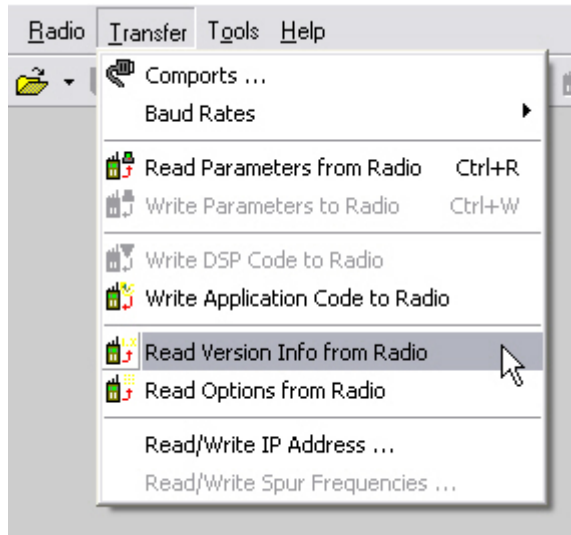 Radio Transfer Tools Help
Comports ...
Baud Rates
Read Parameters from Radio Ctrl+R
Write Parameters to Radio Ctrl+W
Write DSP Code to Radio
Write Application Code to Radio
Read Version Info from Radio
Read Options from Radio
Read/Write IP Address ...
Read/Write Spur Frequencies ...